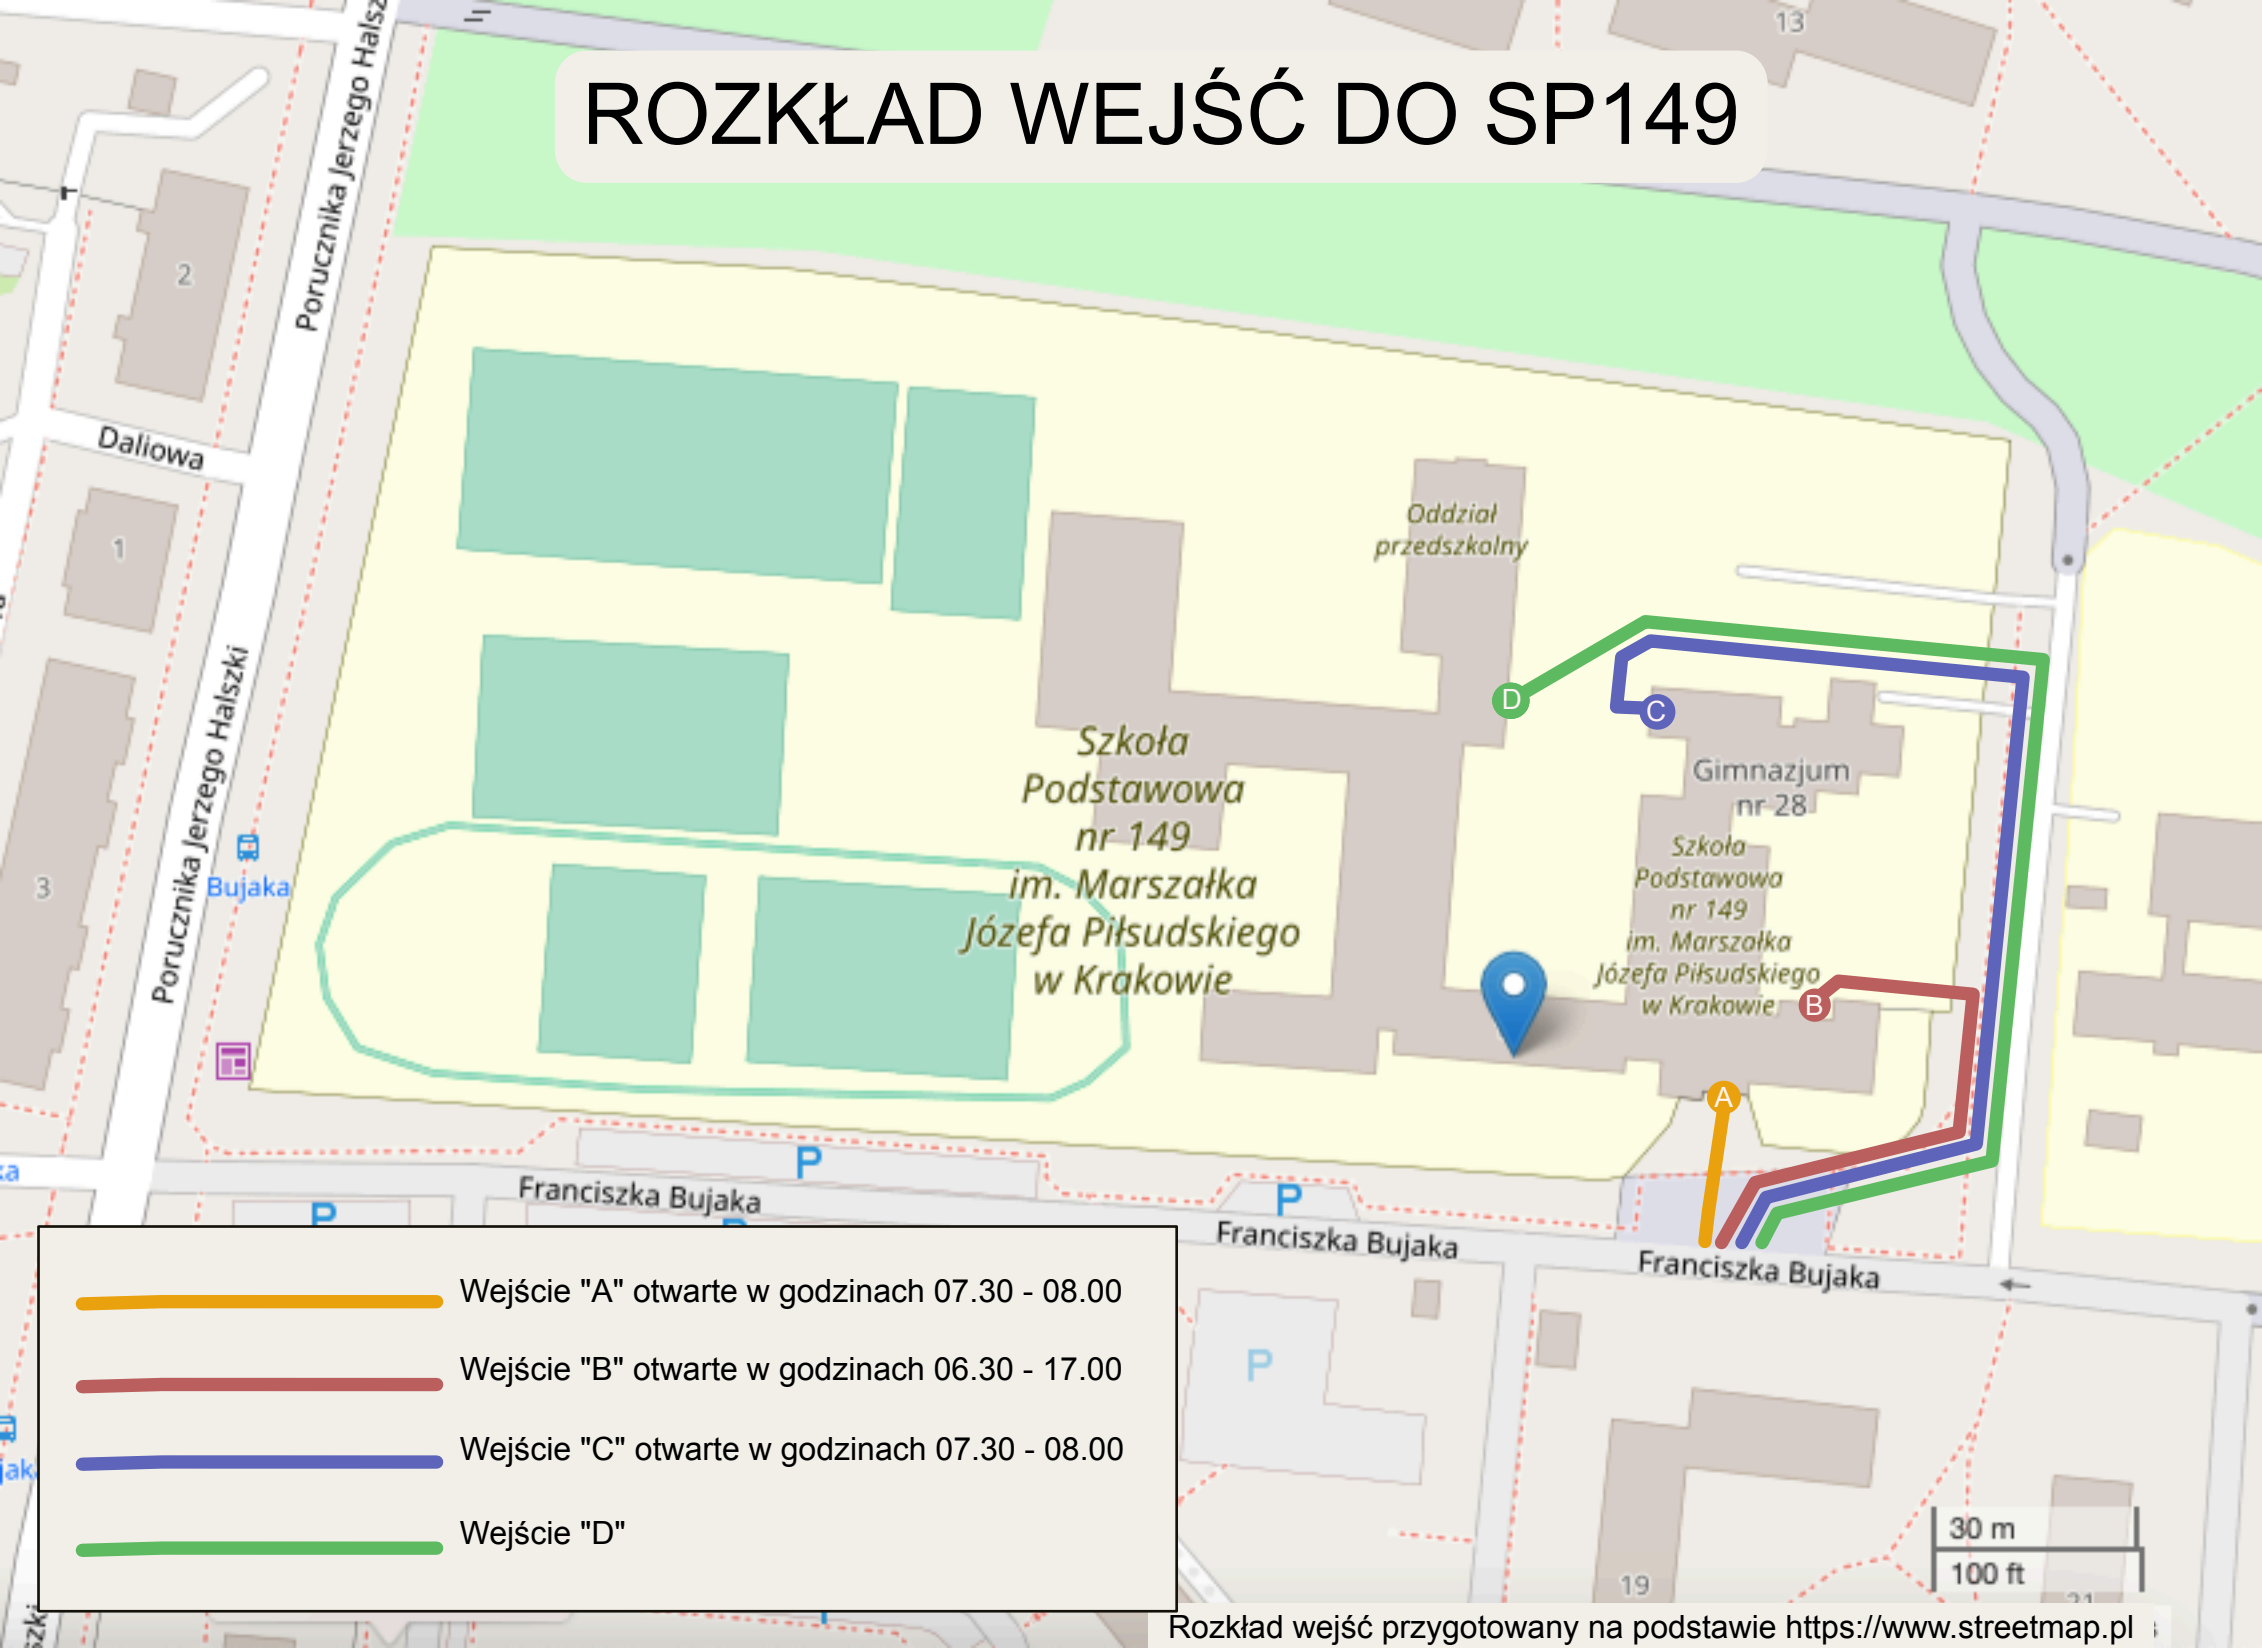 ROZKŁAD WEJŚĆ DO SP149
13
Porucznika Jerzego Halszki
2
Daliowa
1
Porucznika Jerzego Halszki
3
Bujaka
Oddział
przedszkolny
D
C
Szkoła
Podstawowa
nr 149
im. Marszałka
Józefa Piłsudskiego
w Krakowie
Gimnazjum
nr 28
Szkoła
Podstawowa
nr 149
im. Marszałka
Józefa Piłsudskiego
w Krakowie
B
A
P
Franciszka Bujaka
P
P
Franciszka Bujaka
Franciszka Bujaka
P
Wejście "A" otwarte w godzinach 07.30 - 08.00
Wejście "B" otwarte w godzinach 06.30 - 17.00
Wejście "C" otwarte w godzinach 07.30 - 08.00
Wejście "D"
19
30 m
100 ft
Rozkład wejść przygotowany na podstawie https://www.streetmap.pl